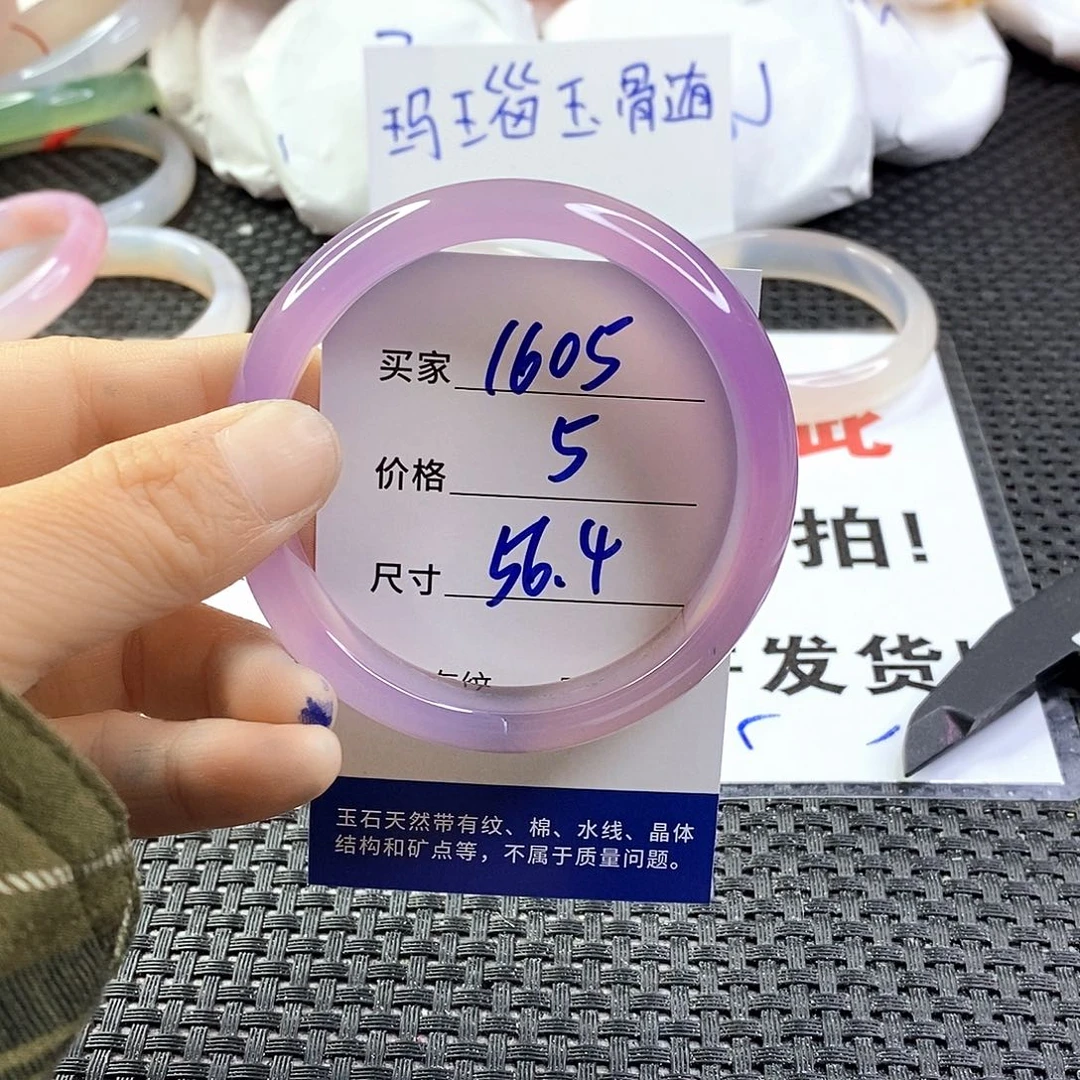 玛瑙玉骨髓
买家 1605
价格 5
尺寸 56.4
拍！
发货！
玉石天然带有纹、棉、水线、晶体
结构和矿点等，不属于质量问题。